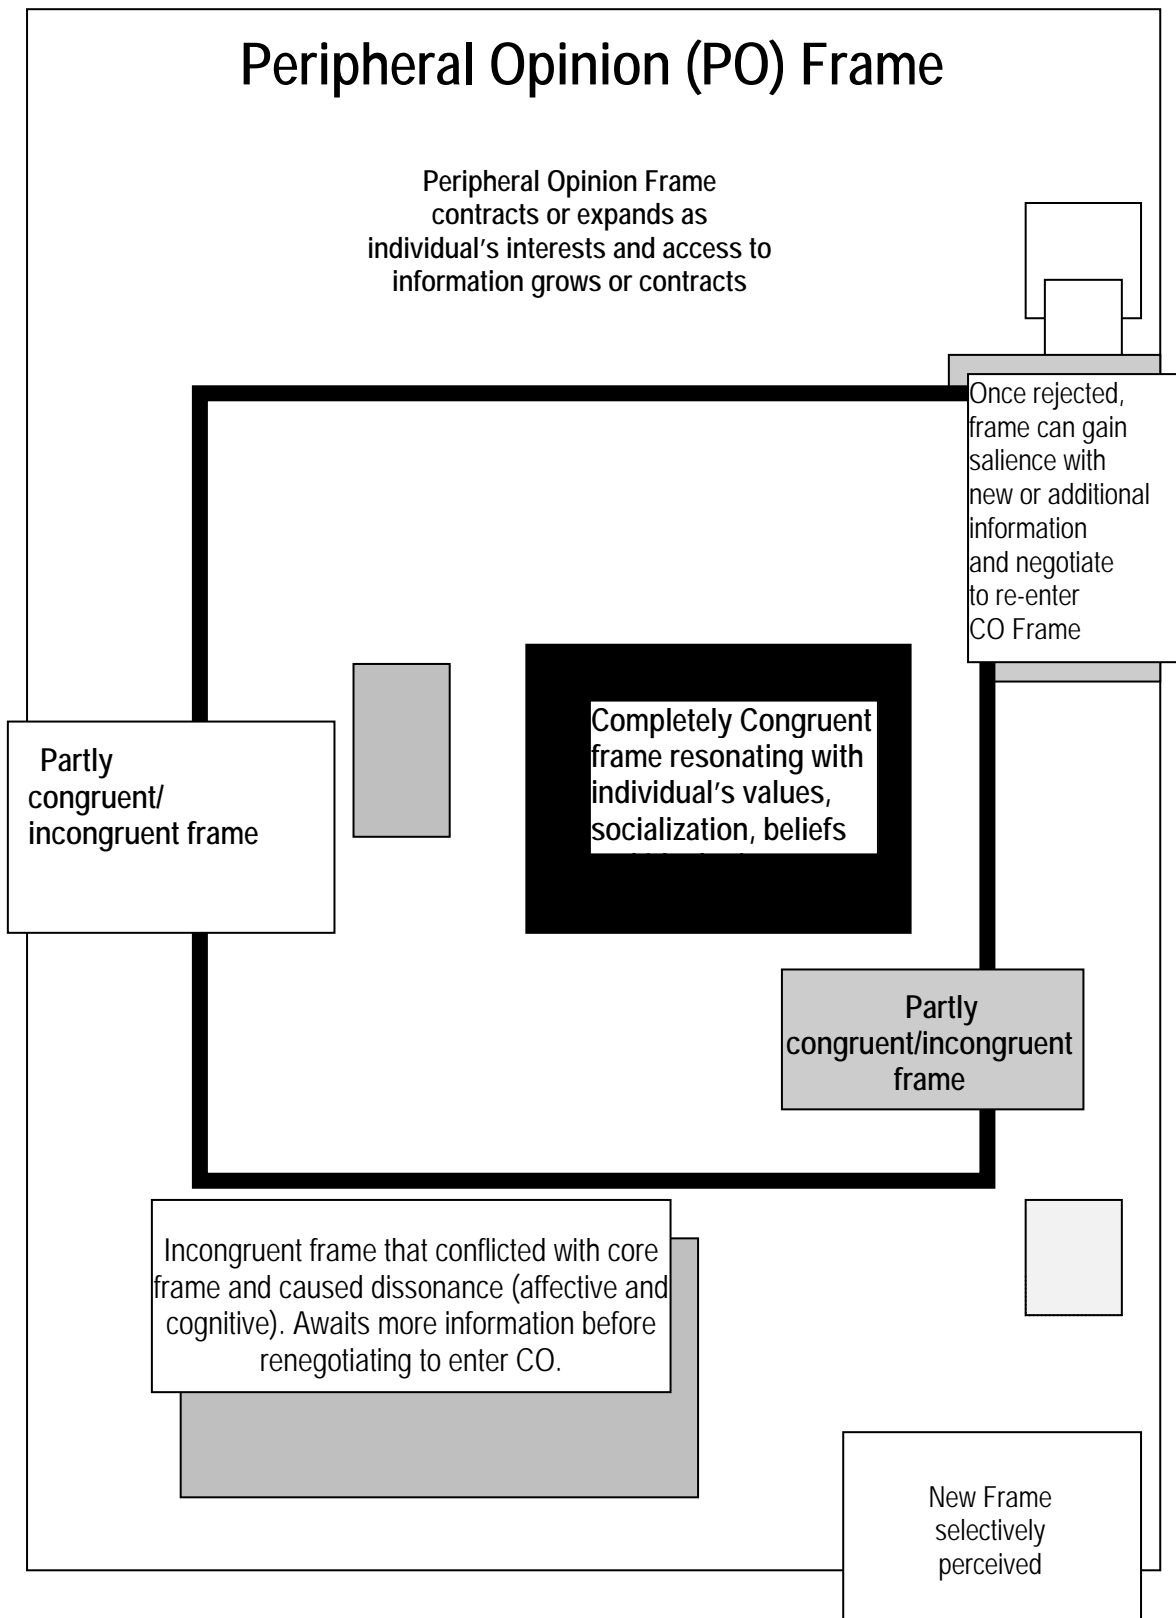 Peripheral Opinion (PO) Frame
Peripheral Opinion Frame
contracts or expands as
individual's interests and access to
information grows or contracts
Once rejected,
frame can gain
salience with
new or additional
information
and negotiate
to re-enter
CO Frame
Completely Congruent
frame resonating with
individual's values,
socialization, beliefs
Partly
congruent/
incongruent frame
Partly
congruent/incongruent
frame
Incongruent frame that conflicted with core
frame and caused dissonance (affective and
cognitive). Awaits more information before
renegotiating to enter CO.
New Frame
selectively
perceived